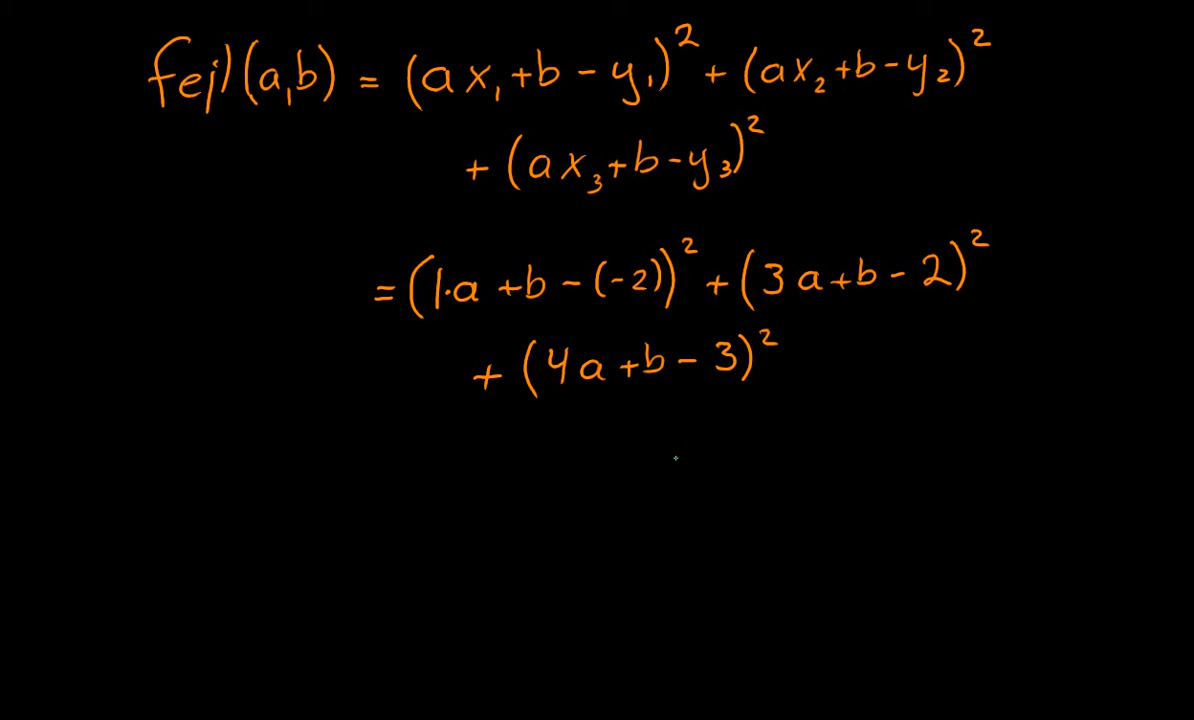 fejl(a,b) = (ax₁+b-y₁)² + (ax₂+b-y₂)²
+ (ax₃+b-y₃)²
= (1·a+b-(-2))² + (3a+b-2)²
+ (4a+b-3)²